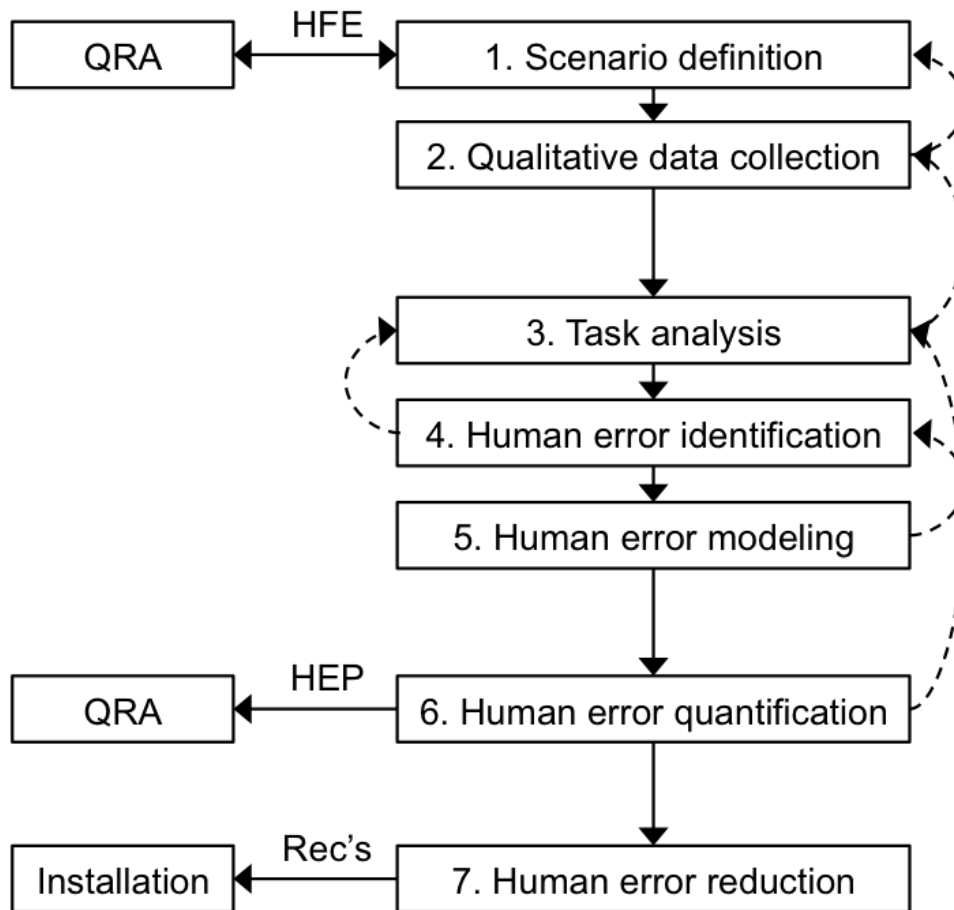 HFE
QRA
1. Scenario definition
2. Qualitative data collection
3. Task analysis
4. Human error identification
5. Human error modeling
HEP
QRA
6. Human error quantification
Rec's
Installation
7. Human error reduction